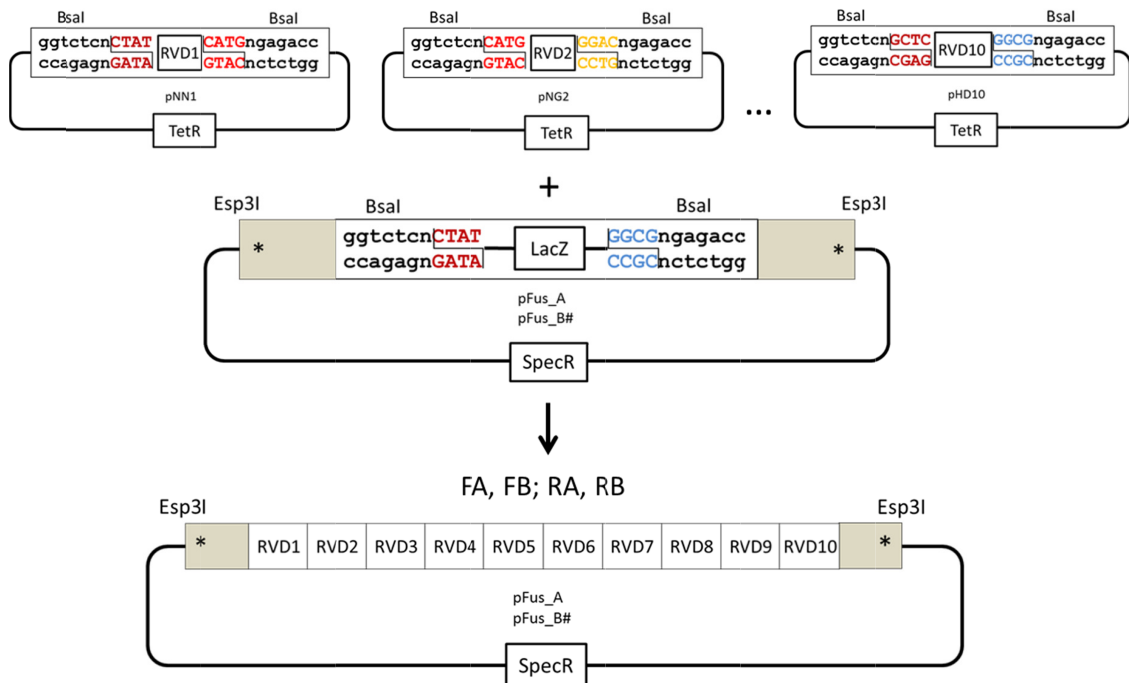 BsaI BsaI
ggtctcnCTAT RVD1 CATGngagacc
ccagagnGATA GTACnctctgg
pNN1
TetR
BsaI BsaI
ggtctcnCATG RVD2 GGACngagacc
ccagagnGTAC CCTGnctctgg
pNG2
TetR
...
BsaI BsaI
ggtctcnGCTC RVD10 GGCGngagacc
ccagagnCGAG CCGCnctctgg
pHD10
TetR
+
Esp3I BsaI BsaI Esp3I
* ggtctcnCTAT LacZ GGCGngagacc *
ccagagnGATA CCGCnctctgg
pFus_A
pFus_B#
SpecR
FA, FB; RA, RB
Esp3I Esp3I
* RVD1 RVD2 RVD3 RVD4 RVD5 RVD6 RVD7 RVD8 RVD9 RVD10 *
pFus_A
pFus_B#
SpecR